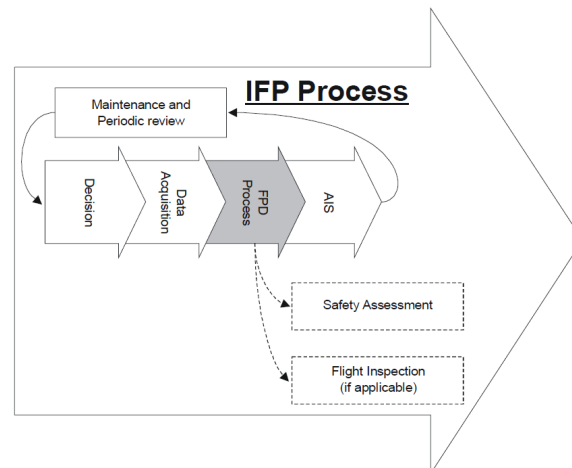 IFP Process
Maintenance and
Periodic review
Decision
Data
Acquisition
FPD
Process
AIS
Safety Assessment
Flight Inspection
(if applicable)